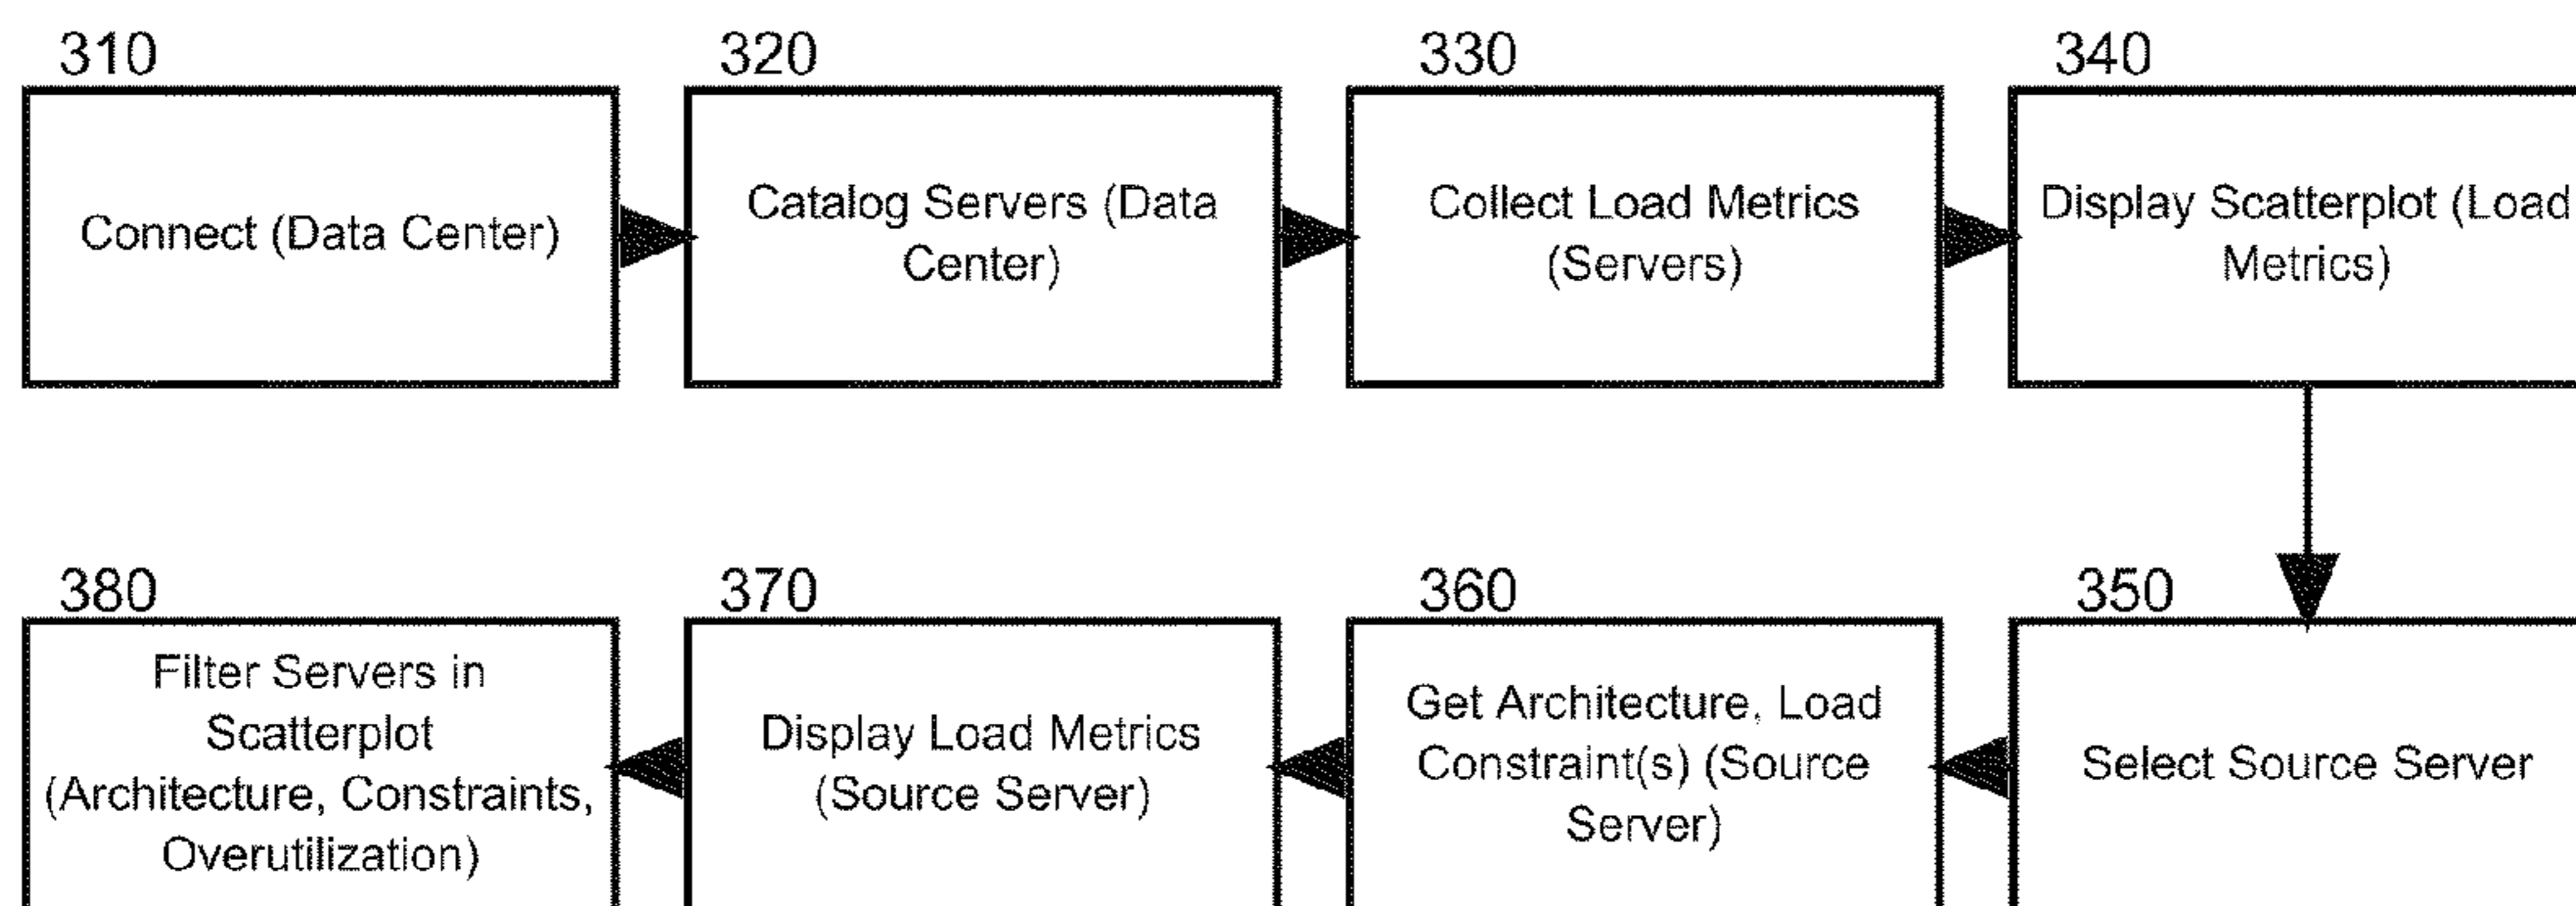 310
Connect (Data Center)
320
Catalog Servers (Data
Center)
330
Collect Load Metrics
(Servers)
340
Display Scatterplot (Load
Metrics)
350
Select Source Server
360
Get Architecture, Load
Constraint(s) (Source
Server)
370
Display Load Metrics
(Source Server)
380
Filter Servers in
Scatterplot
(Architecture, Constraints,
Overutilization)